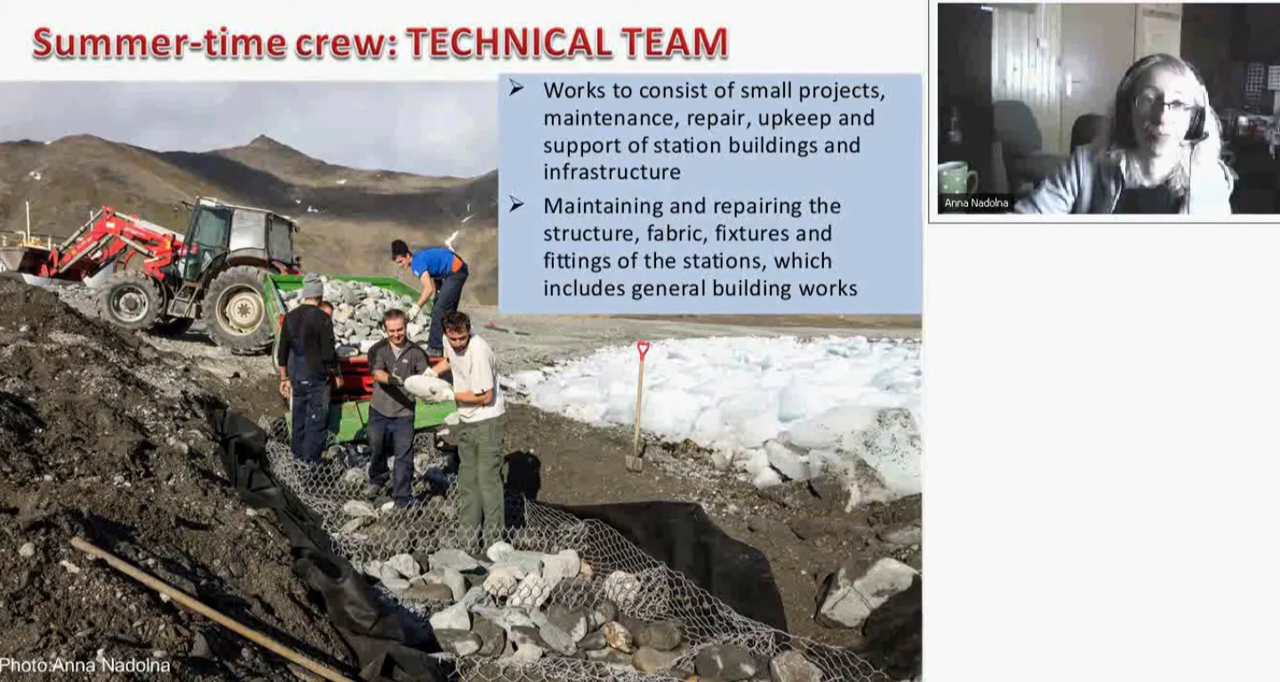 Summer-time crew: TECHNICAL TEAM
➢ Works to consist of small projects,
maintenance, repair, upkeep and
support of station buildings and
infrastructure
➢ Maintaining and repairing the
structure, fabric, fixtures and
fittings of the stations, which
includes general building works
Anna Nadolna
Photo:Anna Nadolna